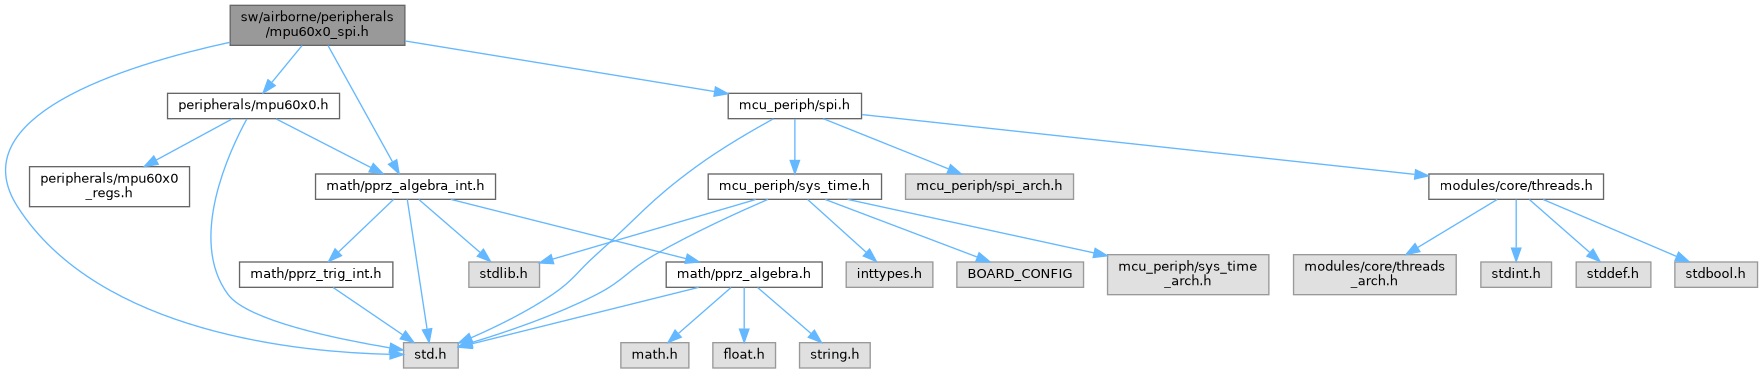 sw/airborne/peripherals
/mpu60x0_spi.h
peripherals/mpu60x0.h
mcu_periph/spi.h
peripherals/mpu60x0
_regs.h
math/pprz_algebra_int.h
mcu_periph/sys_time.h
mcu_periph/spi_arch.h
modules/core/threads.h
math/pprz_trig_int.h
stdlib.h
math/pprz_algebra.h
inttypes.h
BOARD_CONFIG
mcu_periph/sys_time
_arch.h
modules/core/threads
_arch.h
stdint.h
stddef.h
stdbool.h
std.h
math.h
float.h
string.h